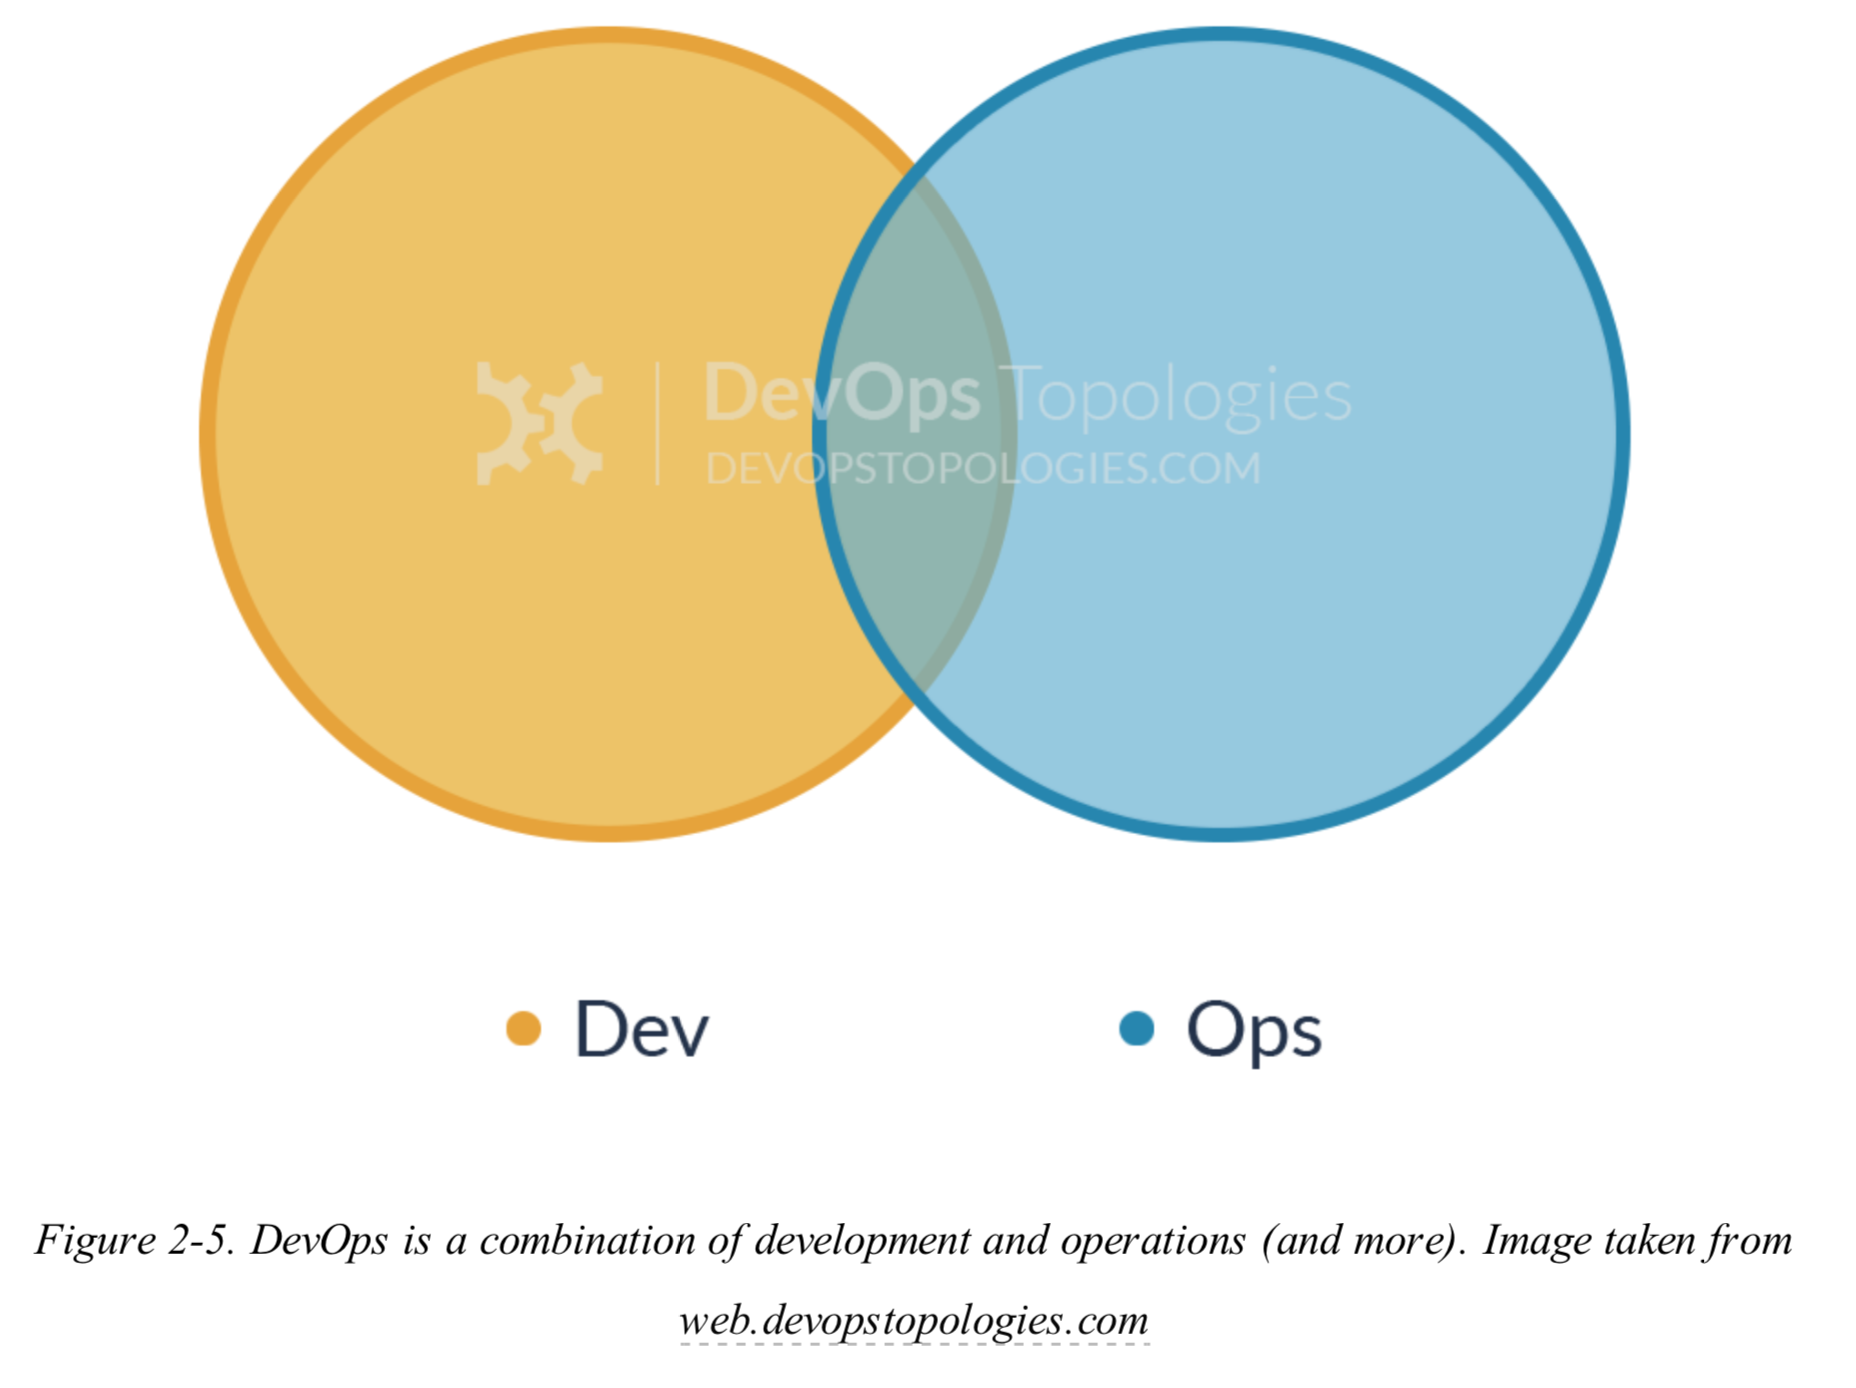 DevOps Topologies
DEVOPSTOPOLOGIES.COM
Dev
Ops
Figure 2-5. DevOps is a combination of development and operations (and more). Image taken from
web.devopstopologies.com